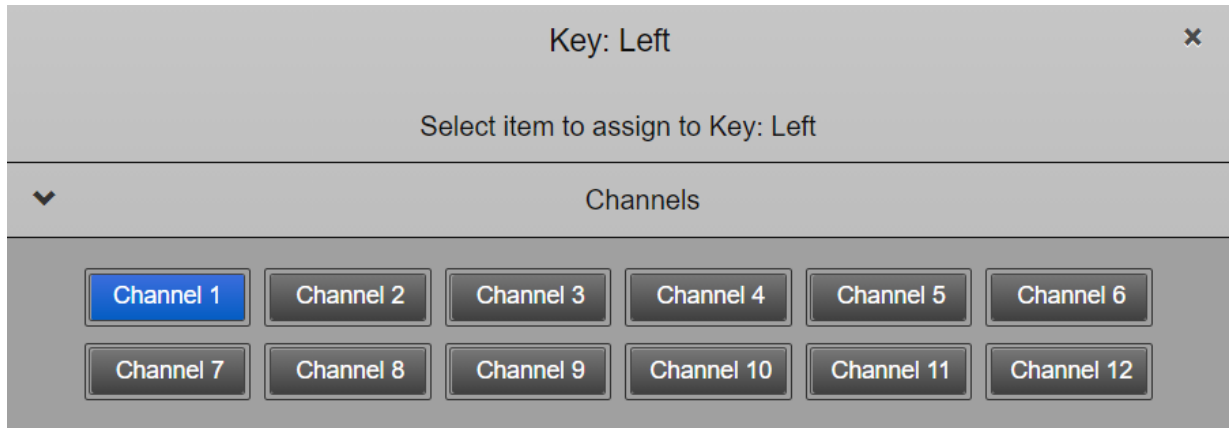 Key: Left
Select item to assign to Key: Left
Channels
Channel 1 Channel 2 Channel 3 Channel 4 Channel 5 Channel 6
Channel 7 Channel 8 Channel 9 Channel 10 Channel 11 Channel 12